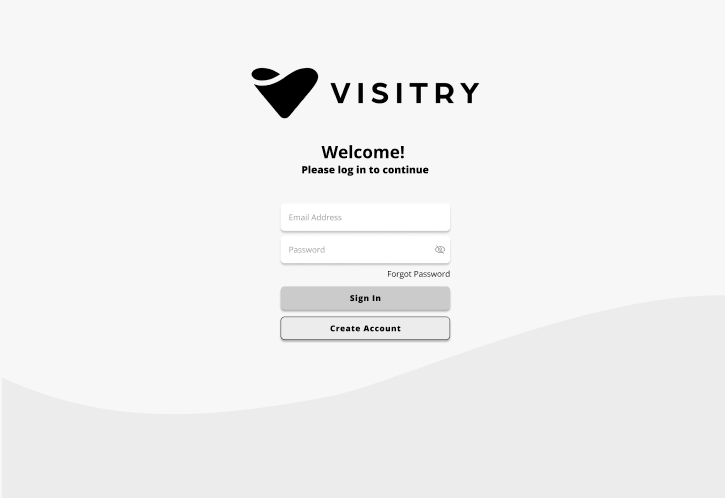 VISITRY
Welcome!
Please log in to continue
Email Address
Password
Forgot Password
Sign In
Create Account